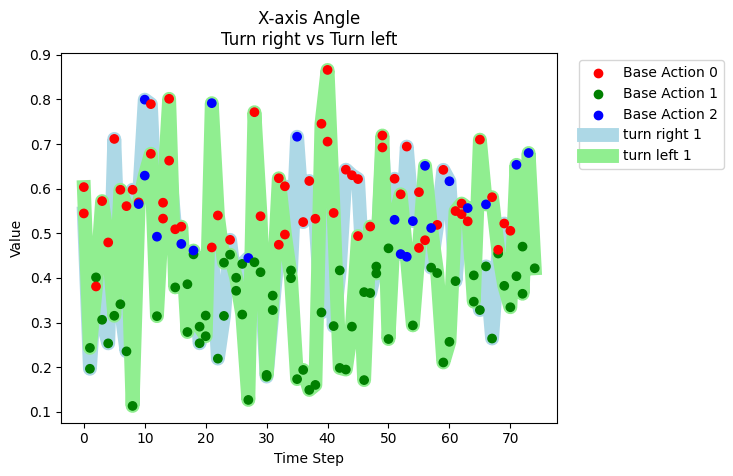 X-axis Angle
Turn right vs Turn left
0.9
0.8
0.7
0.6
0.5
0.4
0.3
0.2
0.1
Value
0 10 20 30 40 50 60 70
Time Step
Base Action 0
Base Action 1
Base Action 2
turn right 1
turn left 1